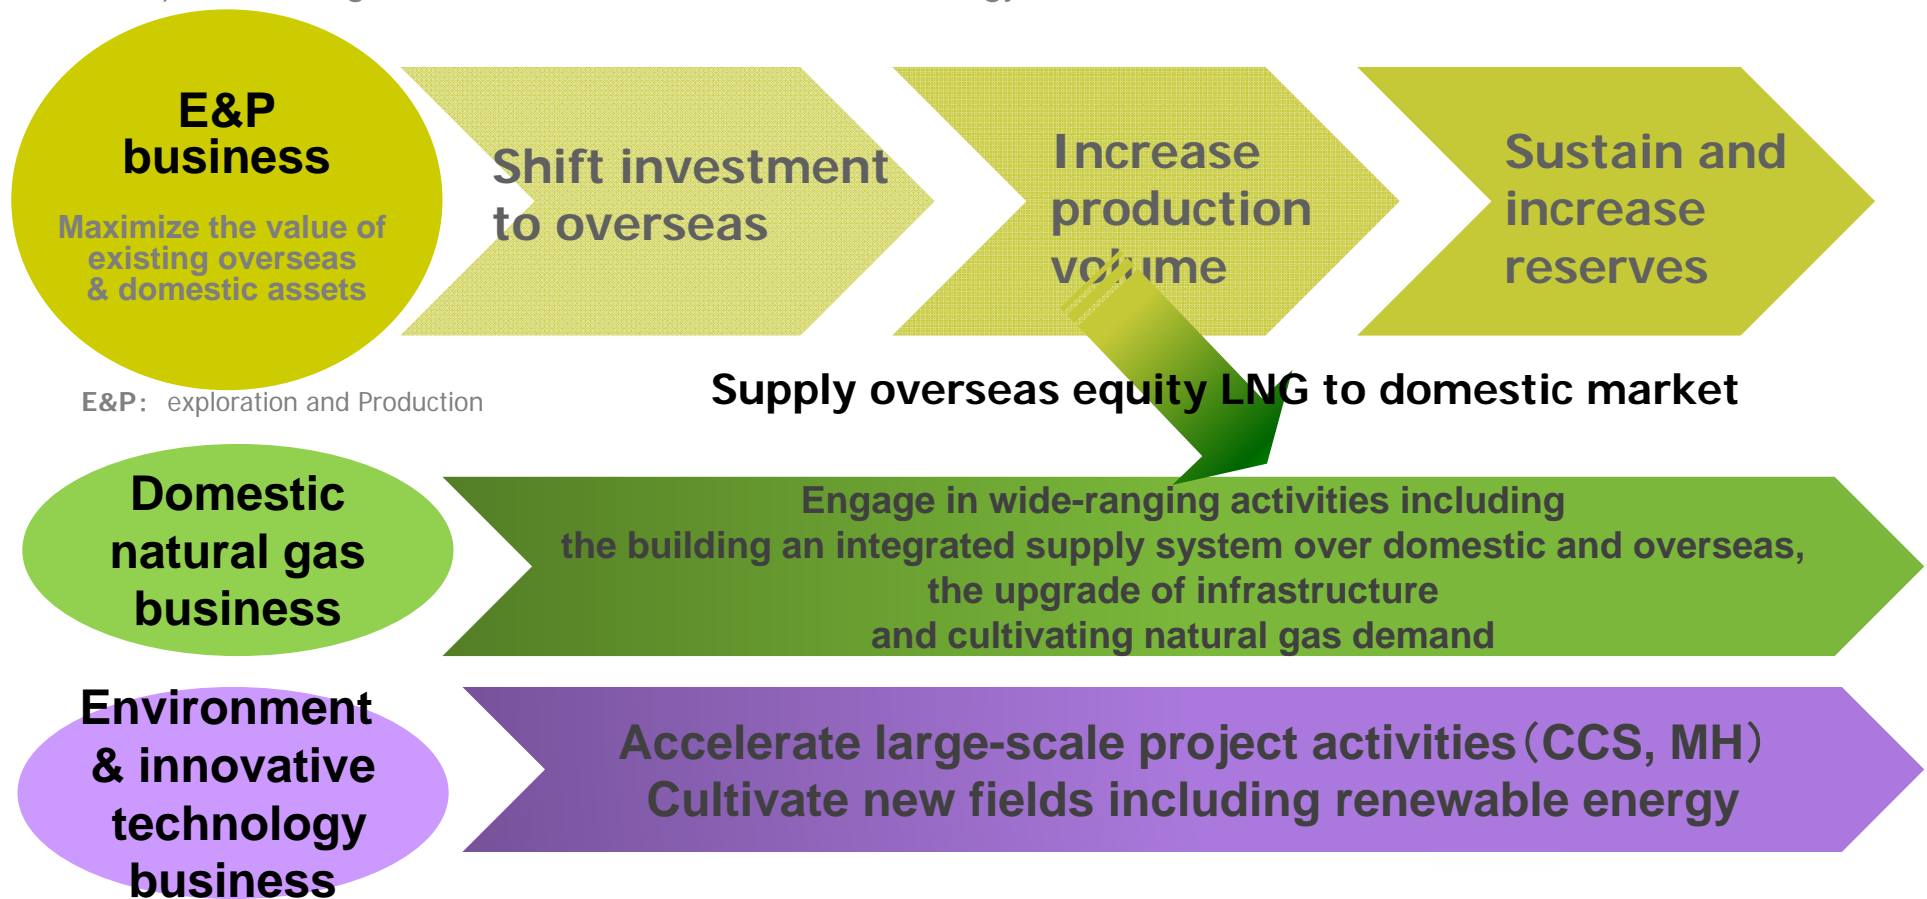 E&P
business
Maximize the value of
existing overseas
& domestic assets
Shift investment
to overseas
Increase
production
volume
Sustain and
increase
reserves
E&P： exploration and Production
Supply overseas equity LNG to domestic market
Domestic
natural gas
business
Engage in wide-ranging activities including
the building an integrated supply system over domestic and overseas,
the upgrade of infrastructure
and cultivating natural gas demand
Environment
& innovative
technology
business
Accelerate large-scale project activities（CCS, MH）
Cultivate new fields including renewable energy